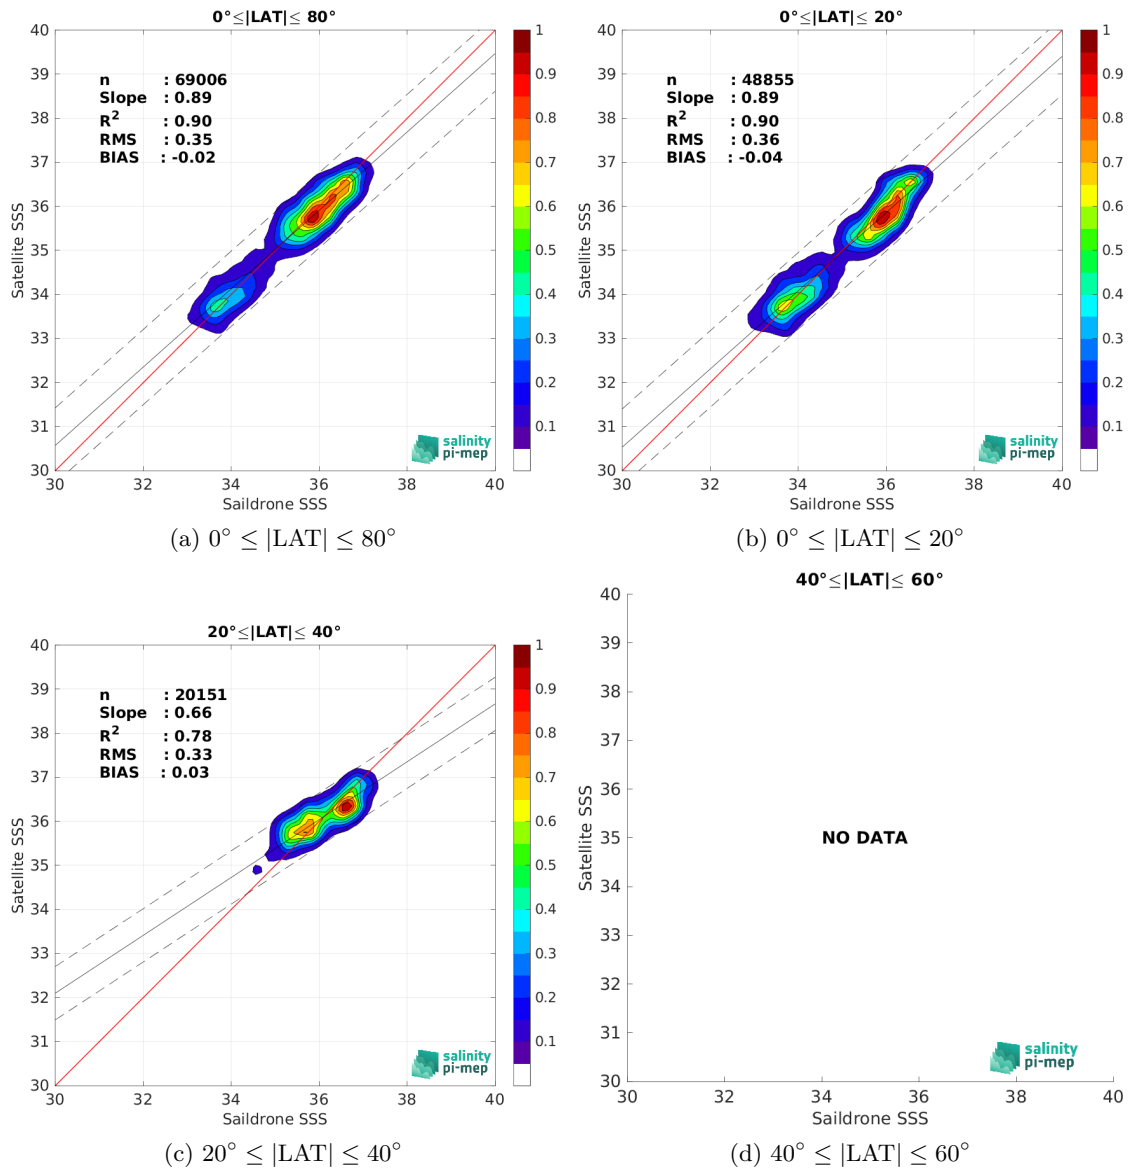 0°≤|LAT|≤ 80°
40
39
38
37
36
35
34
33
32
31
30
Satellite SSS
n : 69006
Slope : 0.89
R2 : 0.90
RMS : 0.35
BIAS : -0.02
salinity
pi-mep
30 32 34 36 38 40
Saildrone SSS
1
0.9
0.8
0.7
0.6
0.5
0.4
0.3
0.2
0.1
(a) 0° ≤ |LAT| ≤ 80°
0°≤|LAT|≤ 20°
40
39
38
37
36
35
34
33
32
31
30
Satellite SSS
n : 48855
Slope : 0.89
R2 : 0.90
RMS : 0.36
BIAS : -0.04
salinity
pi-mep
30 32 34 36 38 40
Saildrone SSS
1
0.9
0.8
0.7
0.6
0.5
0.4
0.3
0.2
0.1
(b) 0° ≤ |LAT| ≤ 20°
20°≤|LAT|≤ 40°
40
39
38
37
36
35
34
33
32
31
30
Satellite SSS
n : 20151
Slope : 0.66
R2 : 0.78
RMS : 0.33
BIAS : 0.03
salinity
pi-mep
30 32 34 36 38 40
Saildrone SSS
1
0.9
0.8
0.7
0.6
0.5
0.4
0.3
0.2
0.1
(c) 20° ≤ |LAT| ≤ 40°
40°≤|LAT|≤ 60°
40
39
38
37
36
35
34
33
32
31
30
Satellite SSS
NO DATA
salinity
pi-mep
30 32 34 36 38 40
Saildrone SSS
(d) 40° ≤ |LAT| ≤ 60°